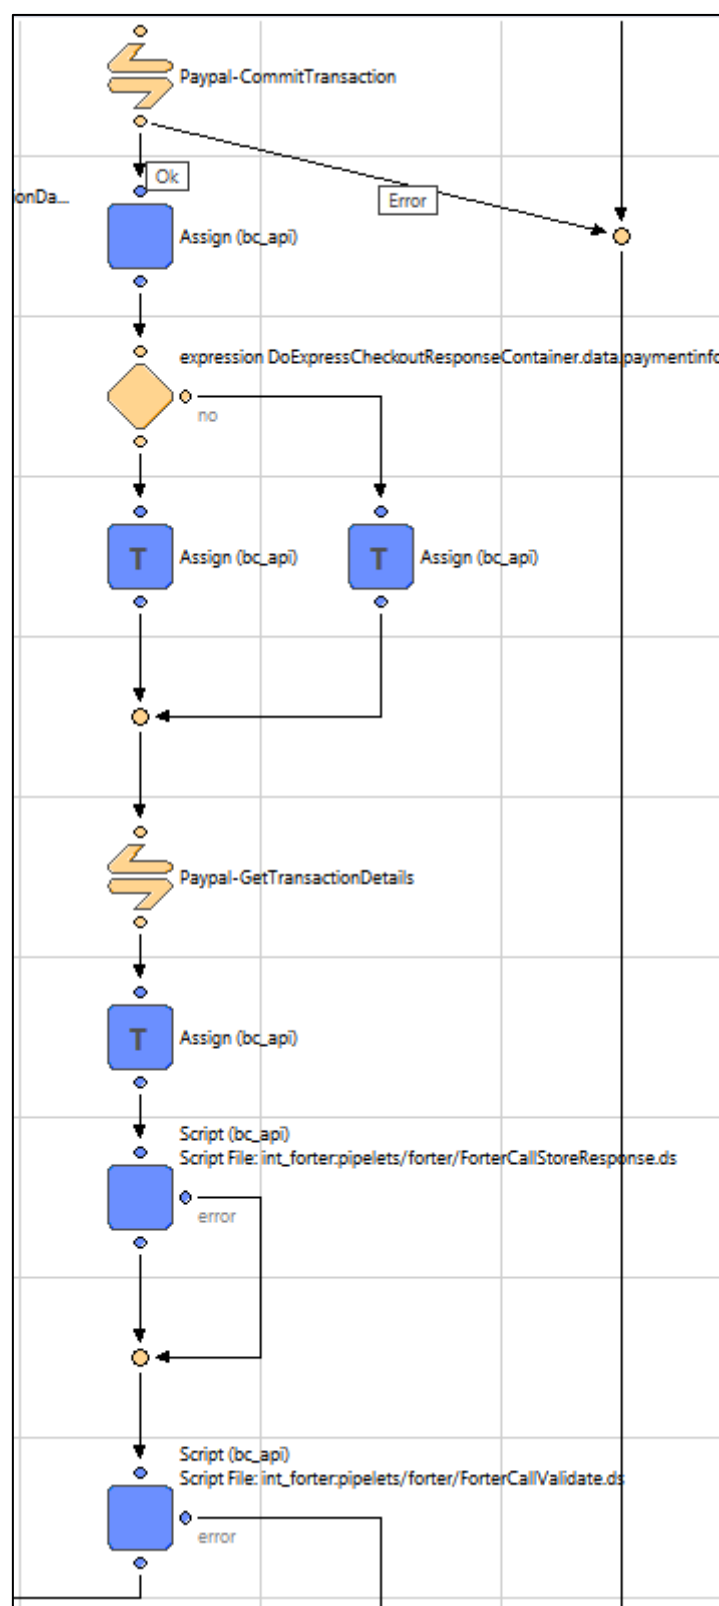 Paypal-CommitTransaction
Ok
ionDa...
Error
Assign (bc_api)
expression DoExpressCheckoutResponseContainer.data.paymentinfo
no
T
Assign (bc_api)
T
Assign (bc_api)
Paypal-GetTransactionDetails
T
Assign (bc_api)
Script (bc_api)
Script File: int_forter:pipelets/forter/ForterCallStoreResponse.ds
error
Script (bc_api)
Script File: int_forter:pipelets/forter/ForterCallValidate.ds
error